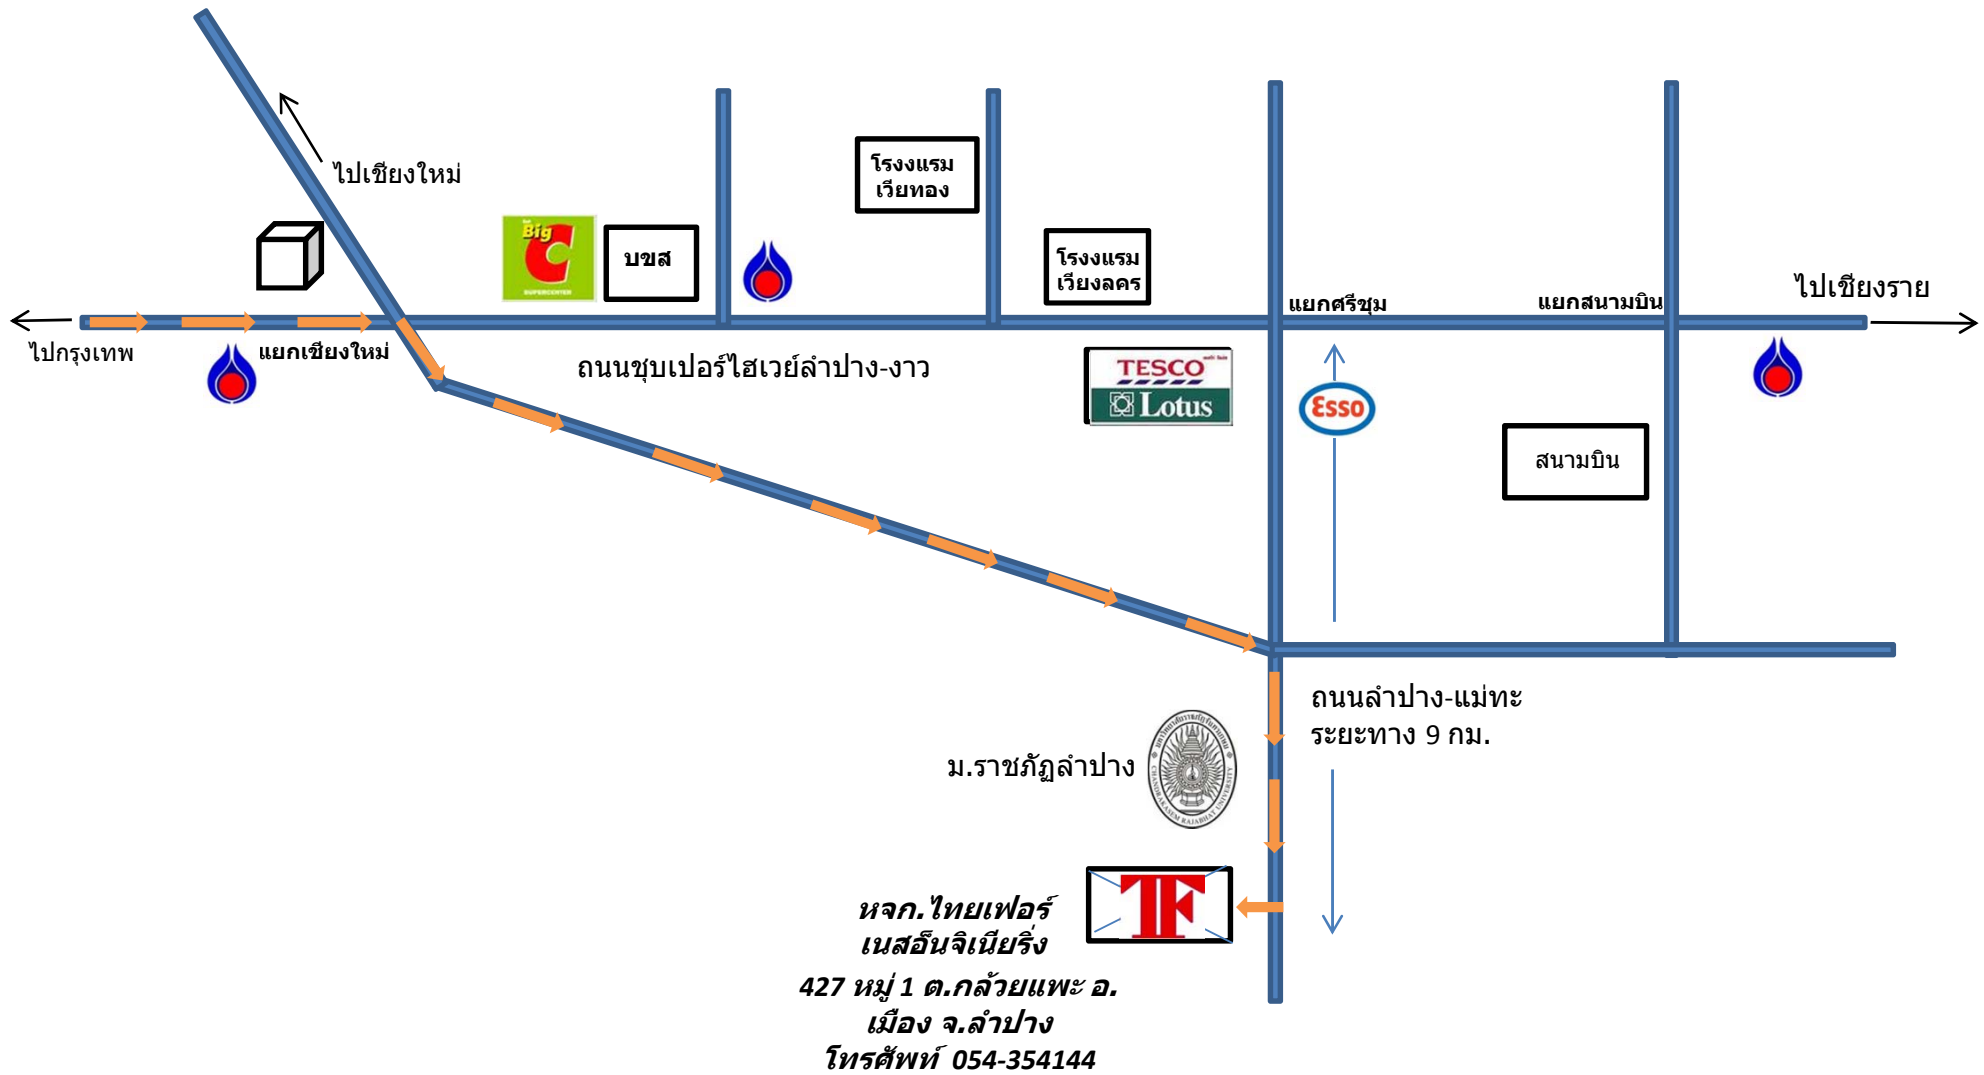 ไปเชียงใหม่
โรงงแรม
เวียทอง
Big
C
SUPERCENTER
บขส
โรงงแรม
เวียงลคร
ไปเชียงราย
แยกศรีชุม
แยกสนามบิน
ไปกรุงเทพ
แยกเชียงใหม่
ถนนชุบเปอร์ไฮเวย์ลำปาง-งาว
TESCO
Lotus
Esso
สนามบิน
ถนนลำปาง-แม่ทะ
ระยะทาง 9 กม.
ม.ราชภัฏลำปาง
CHANDRAKASEM RAJABHAT UNIVERSITY
TF
หจก.ไทยเฟอร์
เนสอ็นจิเนียริ่ง
427 หมู่ 1 ต.กล้วยแพะ อ.
เมือง จ.ลำปาง
โทรศัพท์ 054-354144